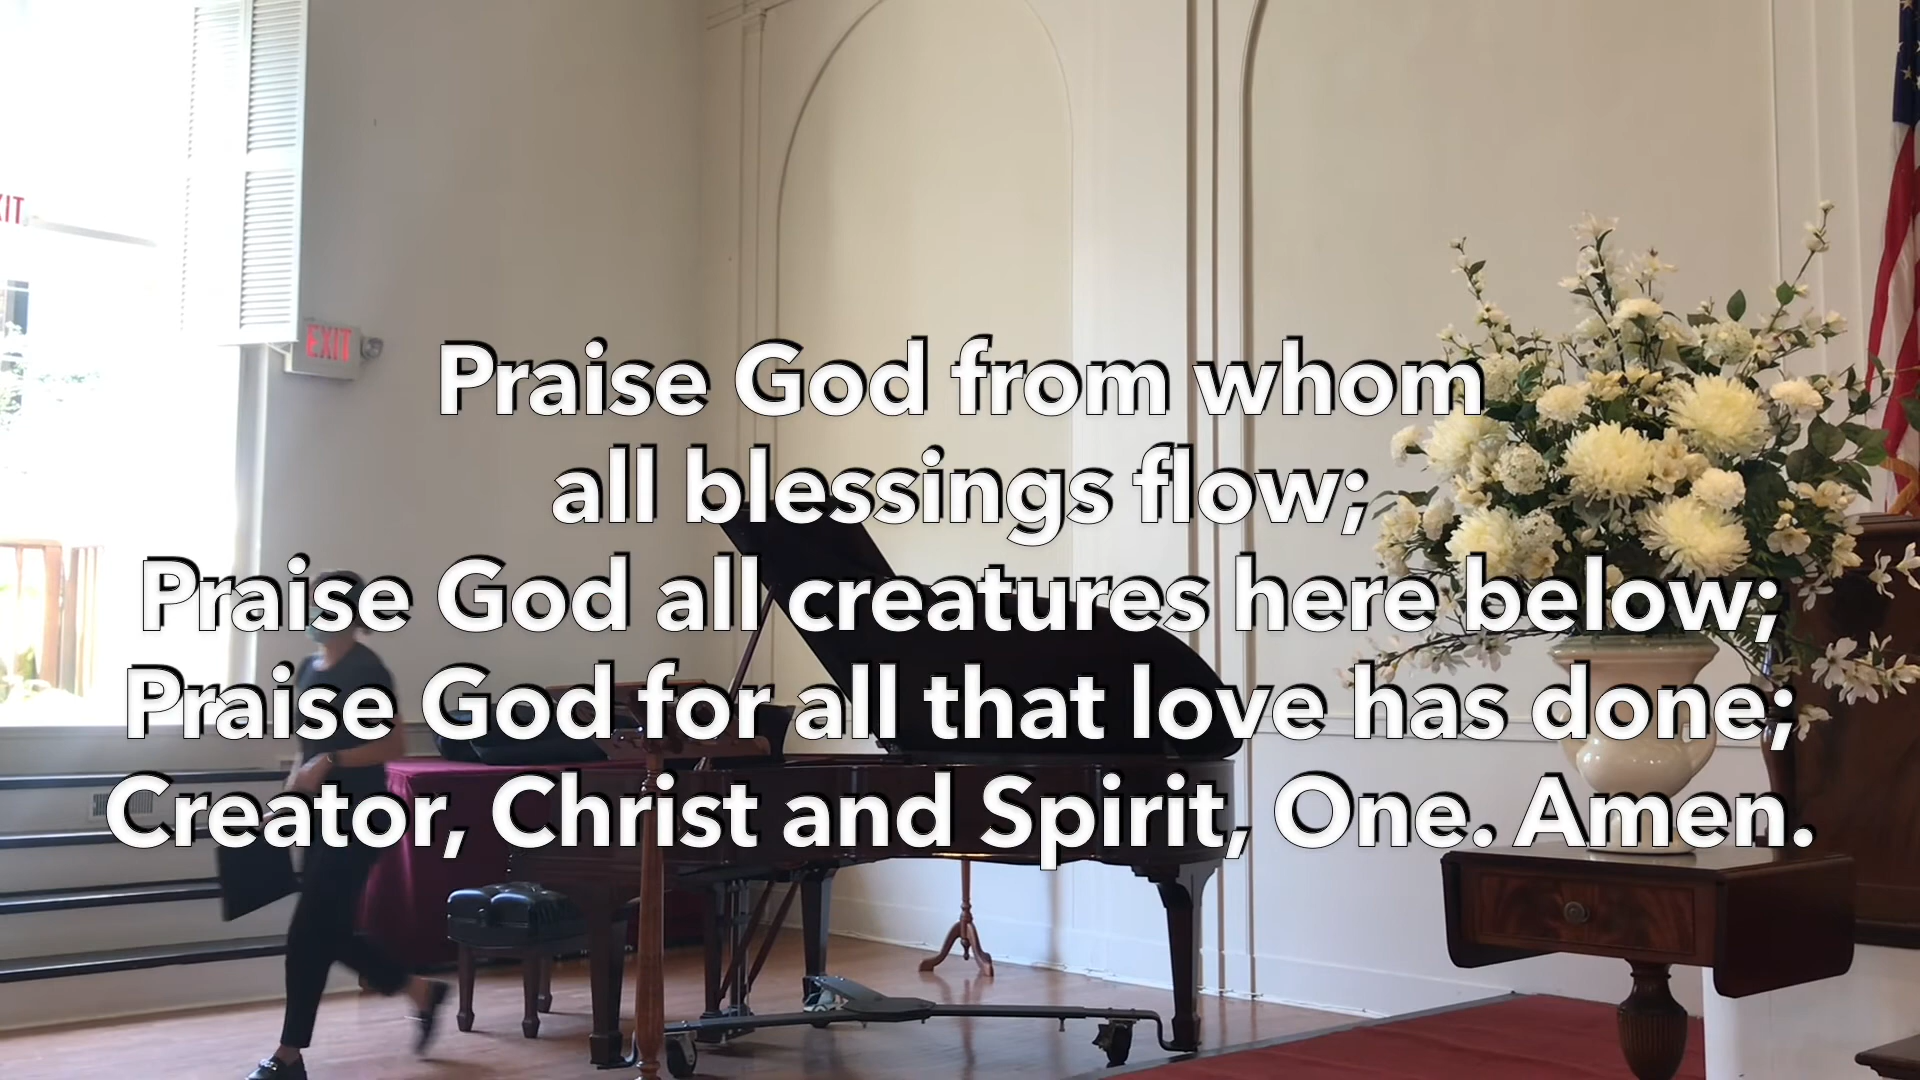 XIT
EXIT
Praise God from whom
all blessings flow;
Praise God all creatures here below;
Praise God for all that love has done;
Creator, Christ and Spirit, One. Amen.